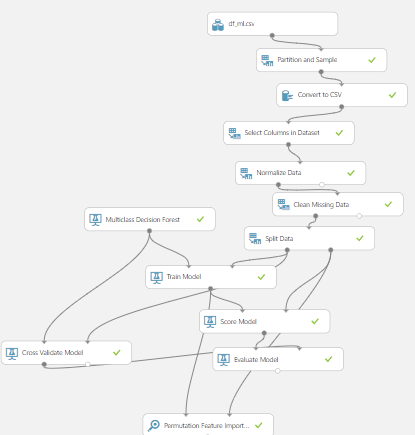 df_ml.csv
Partition and Sample
Convert to CSV
Select Columns in Dataset
Normalize Data
Clean Missing Data
Multiclass Decision Forest
Split Data
Train Model
Score Model
Cross Validate Model
Evaluate Model
Permutation Feature Import...